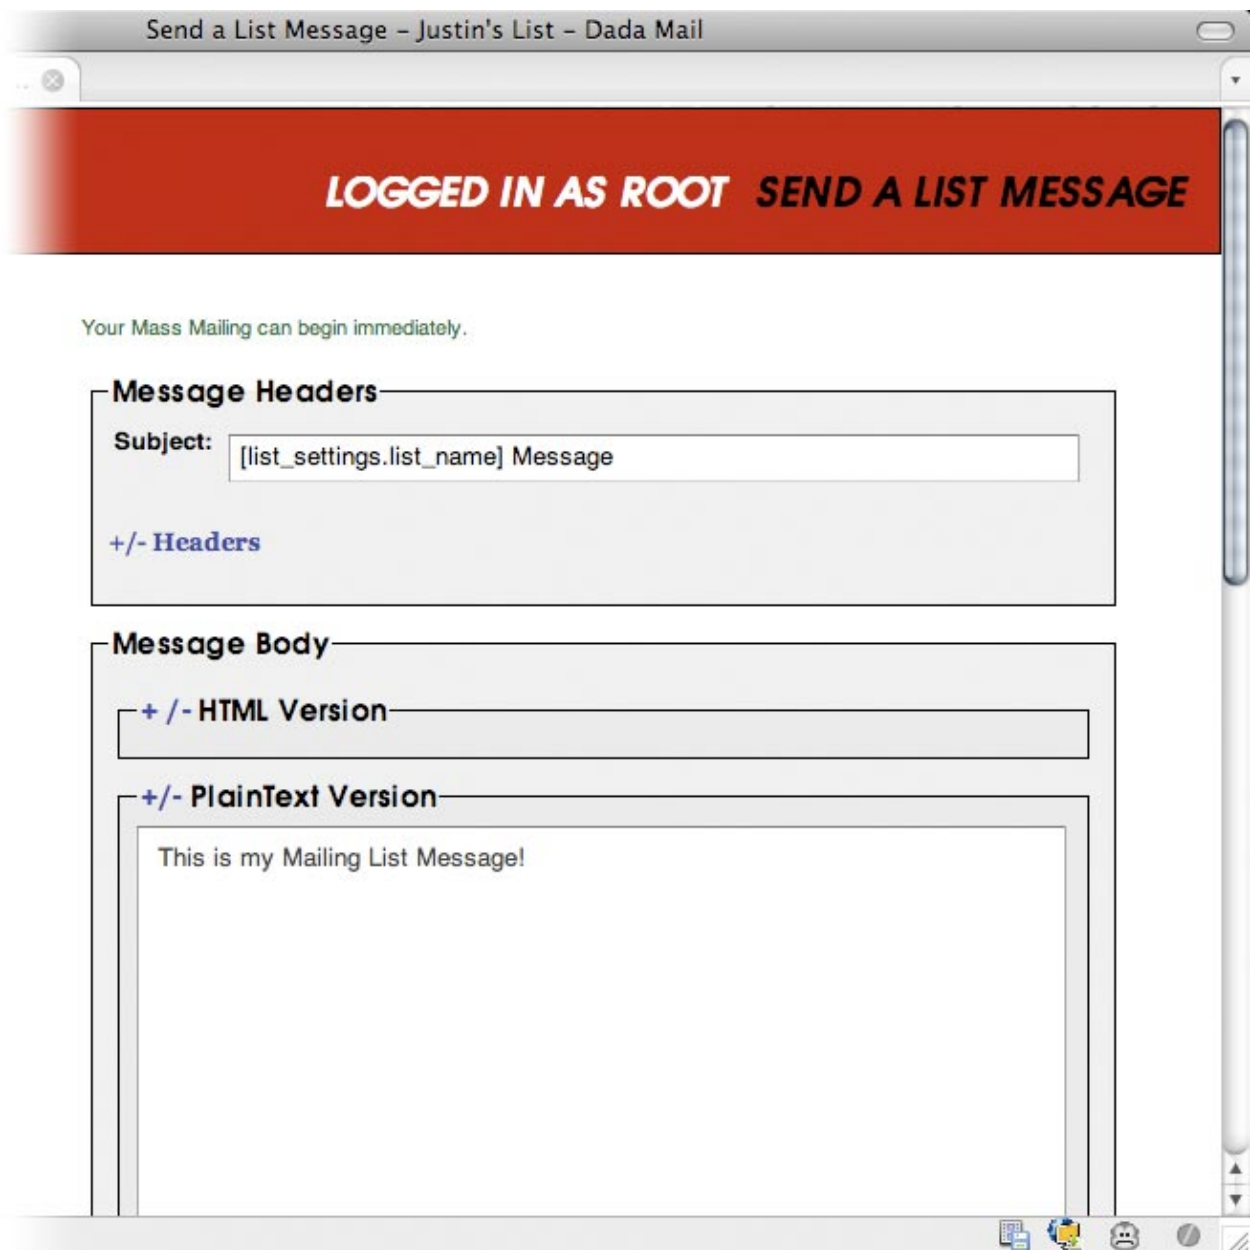 Send a List Message – Justin's List – Dada Mail
..
LOGGED IN AS ROOT SEND A LIST MESSAGE
Your Mass Mailing can begin immediately.
Message Headers
Subject: [list_settings.list_name] Message
+/- Headers
Message Body
+ /- HTML Version
+/- PlainText Version
This is my Mailing List Message!